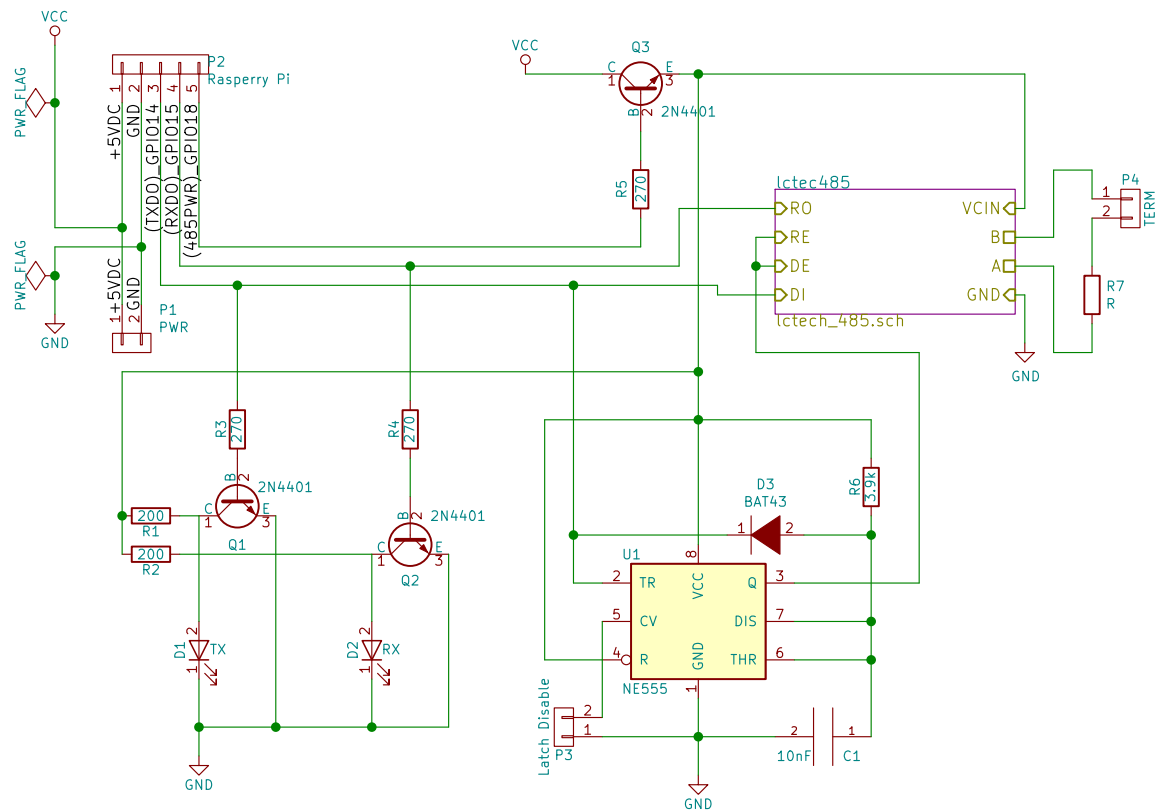 VCC
PWR_FLAG
P2
Rasperry Pi
1
2
3
4
5
+5VDC
GND
(TXDO)_GPIO14
(RXDO)_GPIO15
(485PWR)_GPIO18
PWR_FLAG
GND
+5VDC
GND
1
2
P1
PWR
VCC
Q3
C
1
E
3
B
2
2N4401
R5
270
lctec485
RO
RE
DE
DI
VCIN
B
A
GND
lctech_485.sch
GND
P4
1
2
TERM
R7
R
R3
270
R4
270
B
2
2N4401
C
1
E
3
Q1
B
2
2N4401
C
1
E
3
Q2
200
R1
200
R2
2
D1
TX
1
2
D2
RX
1
GND
R6
3.9k
D3
BAT43
1
2
U1
8
VCC
2
TR
Q
3
5
CV
DIS
7
4
R
THR
6
GND
1
NE555
Latch Disable
2
1
P3
2
1
10nF
C1
GND